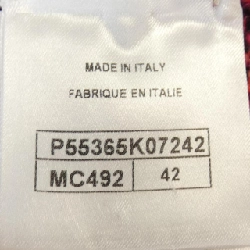 MADE IN ITALY
FABRIQUE EN ITALIE
P55365K07242
MC492 42